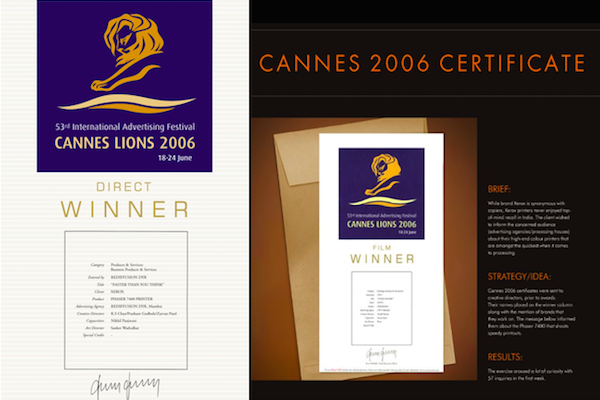 53rd International Advertising Festival
CANNES LIONS 2006
18-24 June
DIRECT
WINNER
Category Products & Services
Business Products & Services
Entered by REDIFFUSION DYR
Title "FASTER THAN YOU THINK"
Client XEROX
Product PHASER 7400 PRINTER
Advertising Agency REDIFFUSION DYR, Mumbai
Art Director Sanket Wadwalkar
Special Credits -
CANNES 2006 CERTIFICATE
53rd International Advertising Festival
CANNES LIONS 2006
18-24 June
FILM
WINNER
BRIEF:
While brand Xerox is synonymous with
copiers, Xerox printers never enjoyed top-
of-mind recall in India. The client wished
to inform the concerned audience
(advertising agencies/processing houses)
about their high-end colour printers that
are amongst the quickest when it comes
to processing.
STRATEGY/IDEA:
Cannes 2006 certificates were sent to
creative directors, prior to awards.
Their names placed on the winner column
along with the mention of brands that
they work on. The message below informed
them about the Phaser 7400 that shoots
speedy printouts.
RESULTS:
The exercise aroused a lot of curiosity with
57 inquiries in the first week.